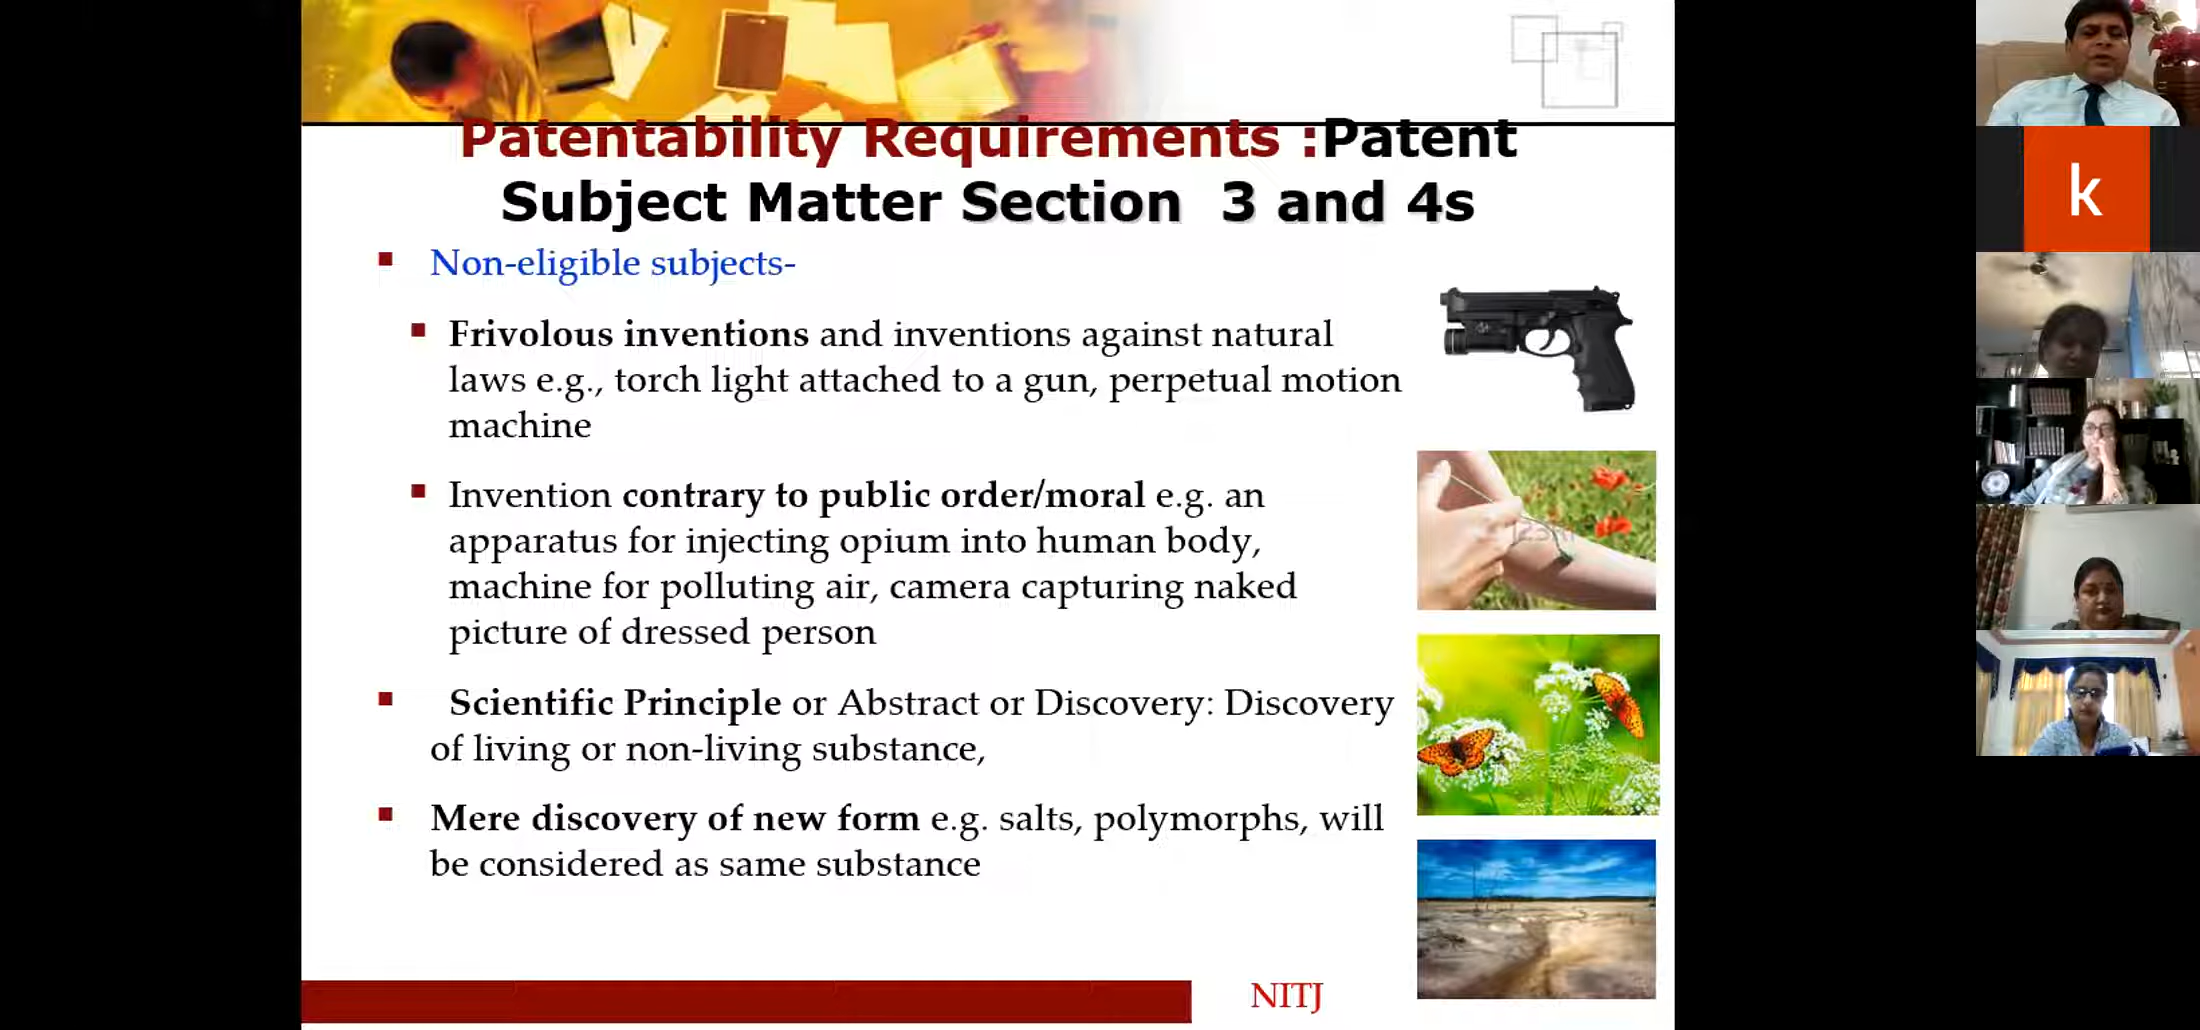 Patentability Requirements :Patent
Subject Matter Section 3 and 4s
Non-eligible subjects-
Frivolous inventions and inventions against natural
laws e.g., torch light attached to a gun, perpetual motion
machine
Invention contrary to public order/moral e.g. an
apparatus for injecting opium into human body,
machine for polluting air, camera capturing naked
picture of dressed person
Scientific Principle or Abstract or Discovery: Discovery
of living or non-living substance,
Mere discovery of new form e.g. salts, polymorphs, will
be considered as same substance
NITJ
k